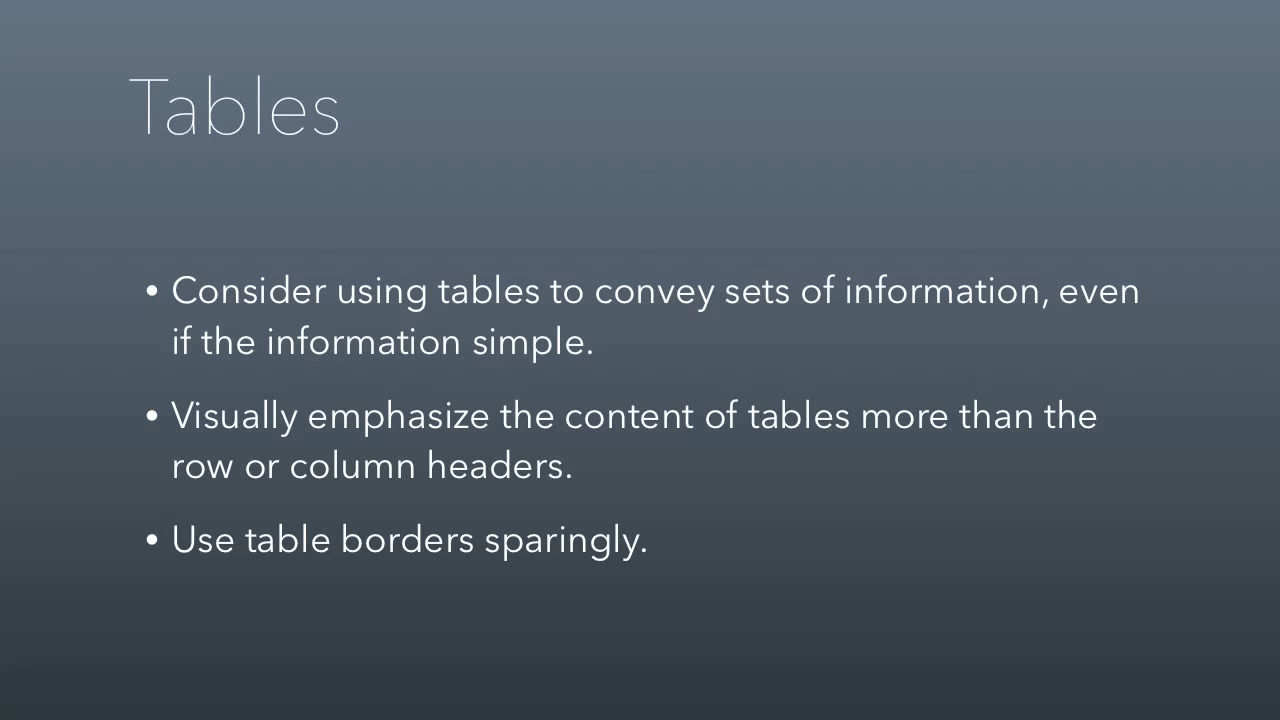 Tables
• Consider using tables to convey sets of information, even
if the information simple.
• Visually emphasize the content of tables more than the
row or column headers.
• Use table borders sparingly.